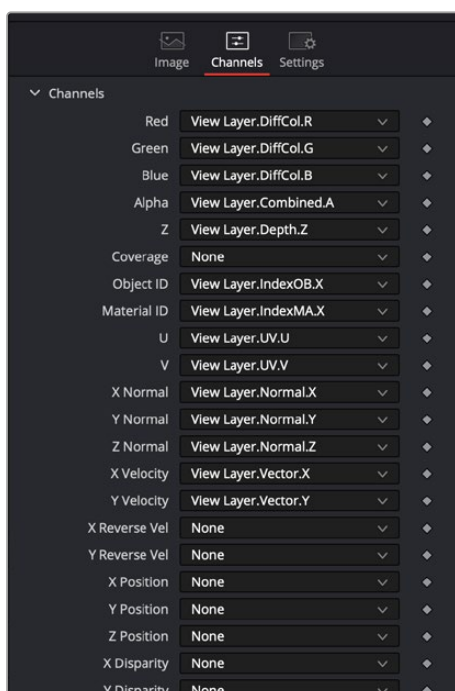 Image Channels Settings
Channels
Red View Layer.DiffCol.R
Green View Layer.DiffCol.G
Blue View Layer.DiffCol.B
Alpha View Layer.Combined.A
Z View Layer.Depth.Z
Coverage None
Object ID View Layer.IndexOB.X
Material ID View Layer.IndexMA.X
U View Layer.UV.U
V View Layer.UV.V
X Normal View Layer.Normal.X
Y Normal View Layer.Normal.Y
Z Normal View Layer.Normal.Z
X Velocity View Layer.Vector.X
Y Velocity View Layer.Vector.Y
X Reverse Vel None
Y Reverse Vel None
X Position None
Y Position None
Z Position None
X Disparity None
Y Disparity None